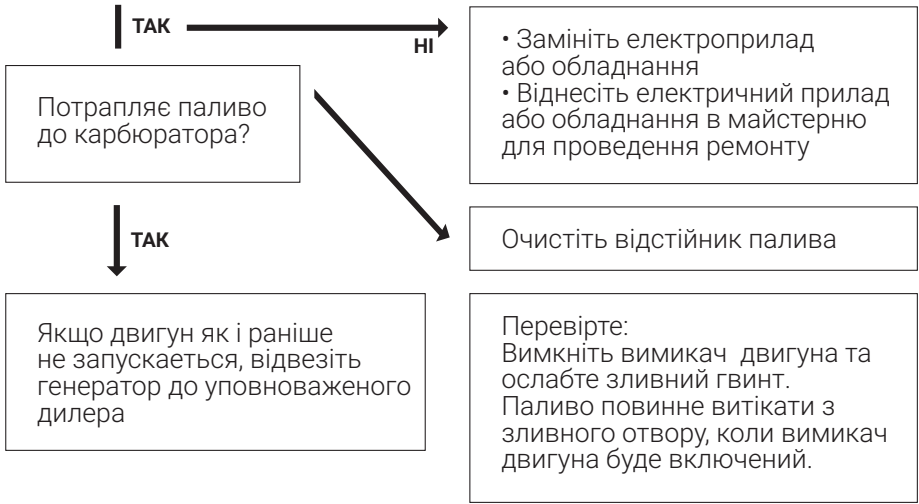 ТАК
НІ
• Замініть електроприлад
або обладнання
• Віднесіть електричний прилад
або обладнання в майстерню
для проведення ремонту
Потрапляє паливо
до карбюратора?
ТАК
Очистіть відстійник палива
Якщо двигун як і раніше
не запускається, відвезіть
генератор до уповноваженого
дилера
Перевірте:
Вимкніть вимикач двигуна та
ослабте зливний гвинт.
Паливо повинне витікати з
зливного отвору, коли вимикач
двигуна буде включений.